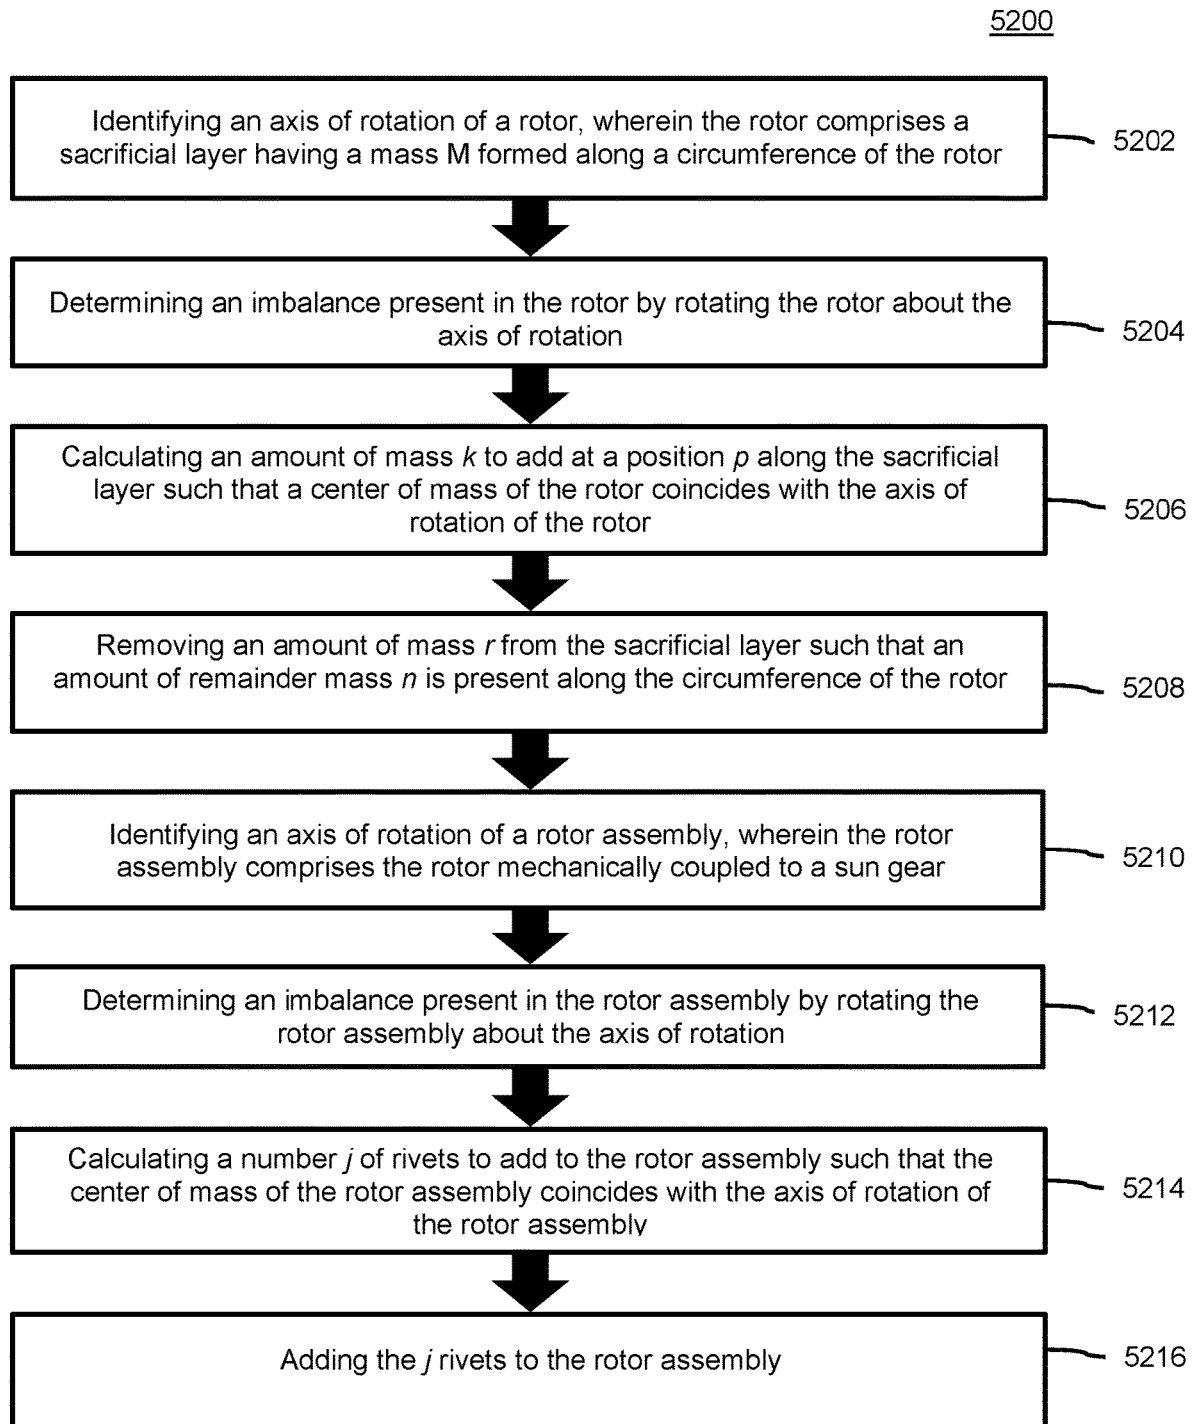 5200
Identifying an axis of rotation of a rotor, wherein the rotor comprises a
sacrificial layer having a mass M formed along a circumference of the rotor
5202
Determining an imbalance present in the rotor by rotating the rotor about the
axis of rotation
5204
Calculating an amount of mass k to add at a position p along the sacrificial
layer such that a center of mass of the rotor coincides with the axis of
rotation of the rotor
5206
Removing an amount of mass r from the sacrificial layer such that an
amount of remainder mass n is present along the circumference of the rotor
5208
Identifying an axis of rotation of a rotor assembly, wherein the rotor
assembly comprises the rotor mechanically coupled to a sun gear
5210
Determining an imbalance present in the rotor assembly by rotating the
rotor assembly about the axis of rotation
5212
Calculating a number j of rivets to add to the rotor assembly such that the
center of mass of the rotor assembly coincides with the axis of rotation of
the rotor assembly
5214
Adding the j rivets to the rotor assembly
5216